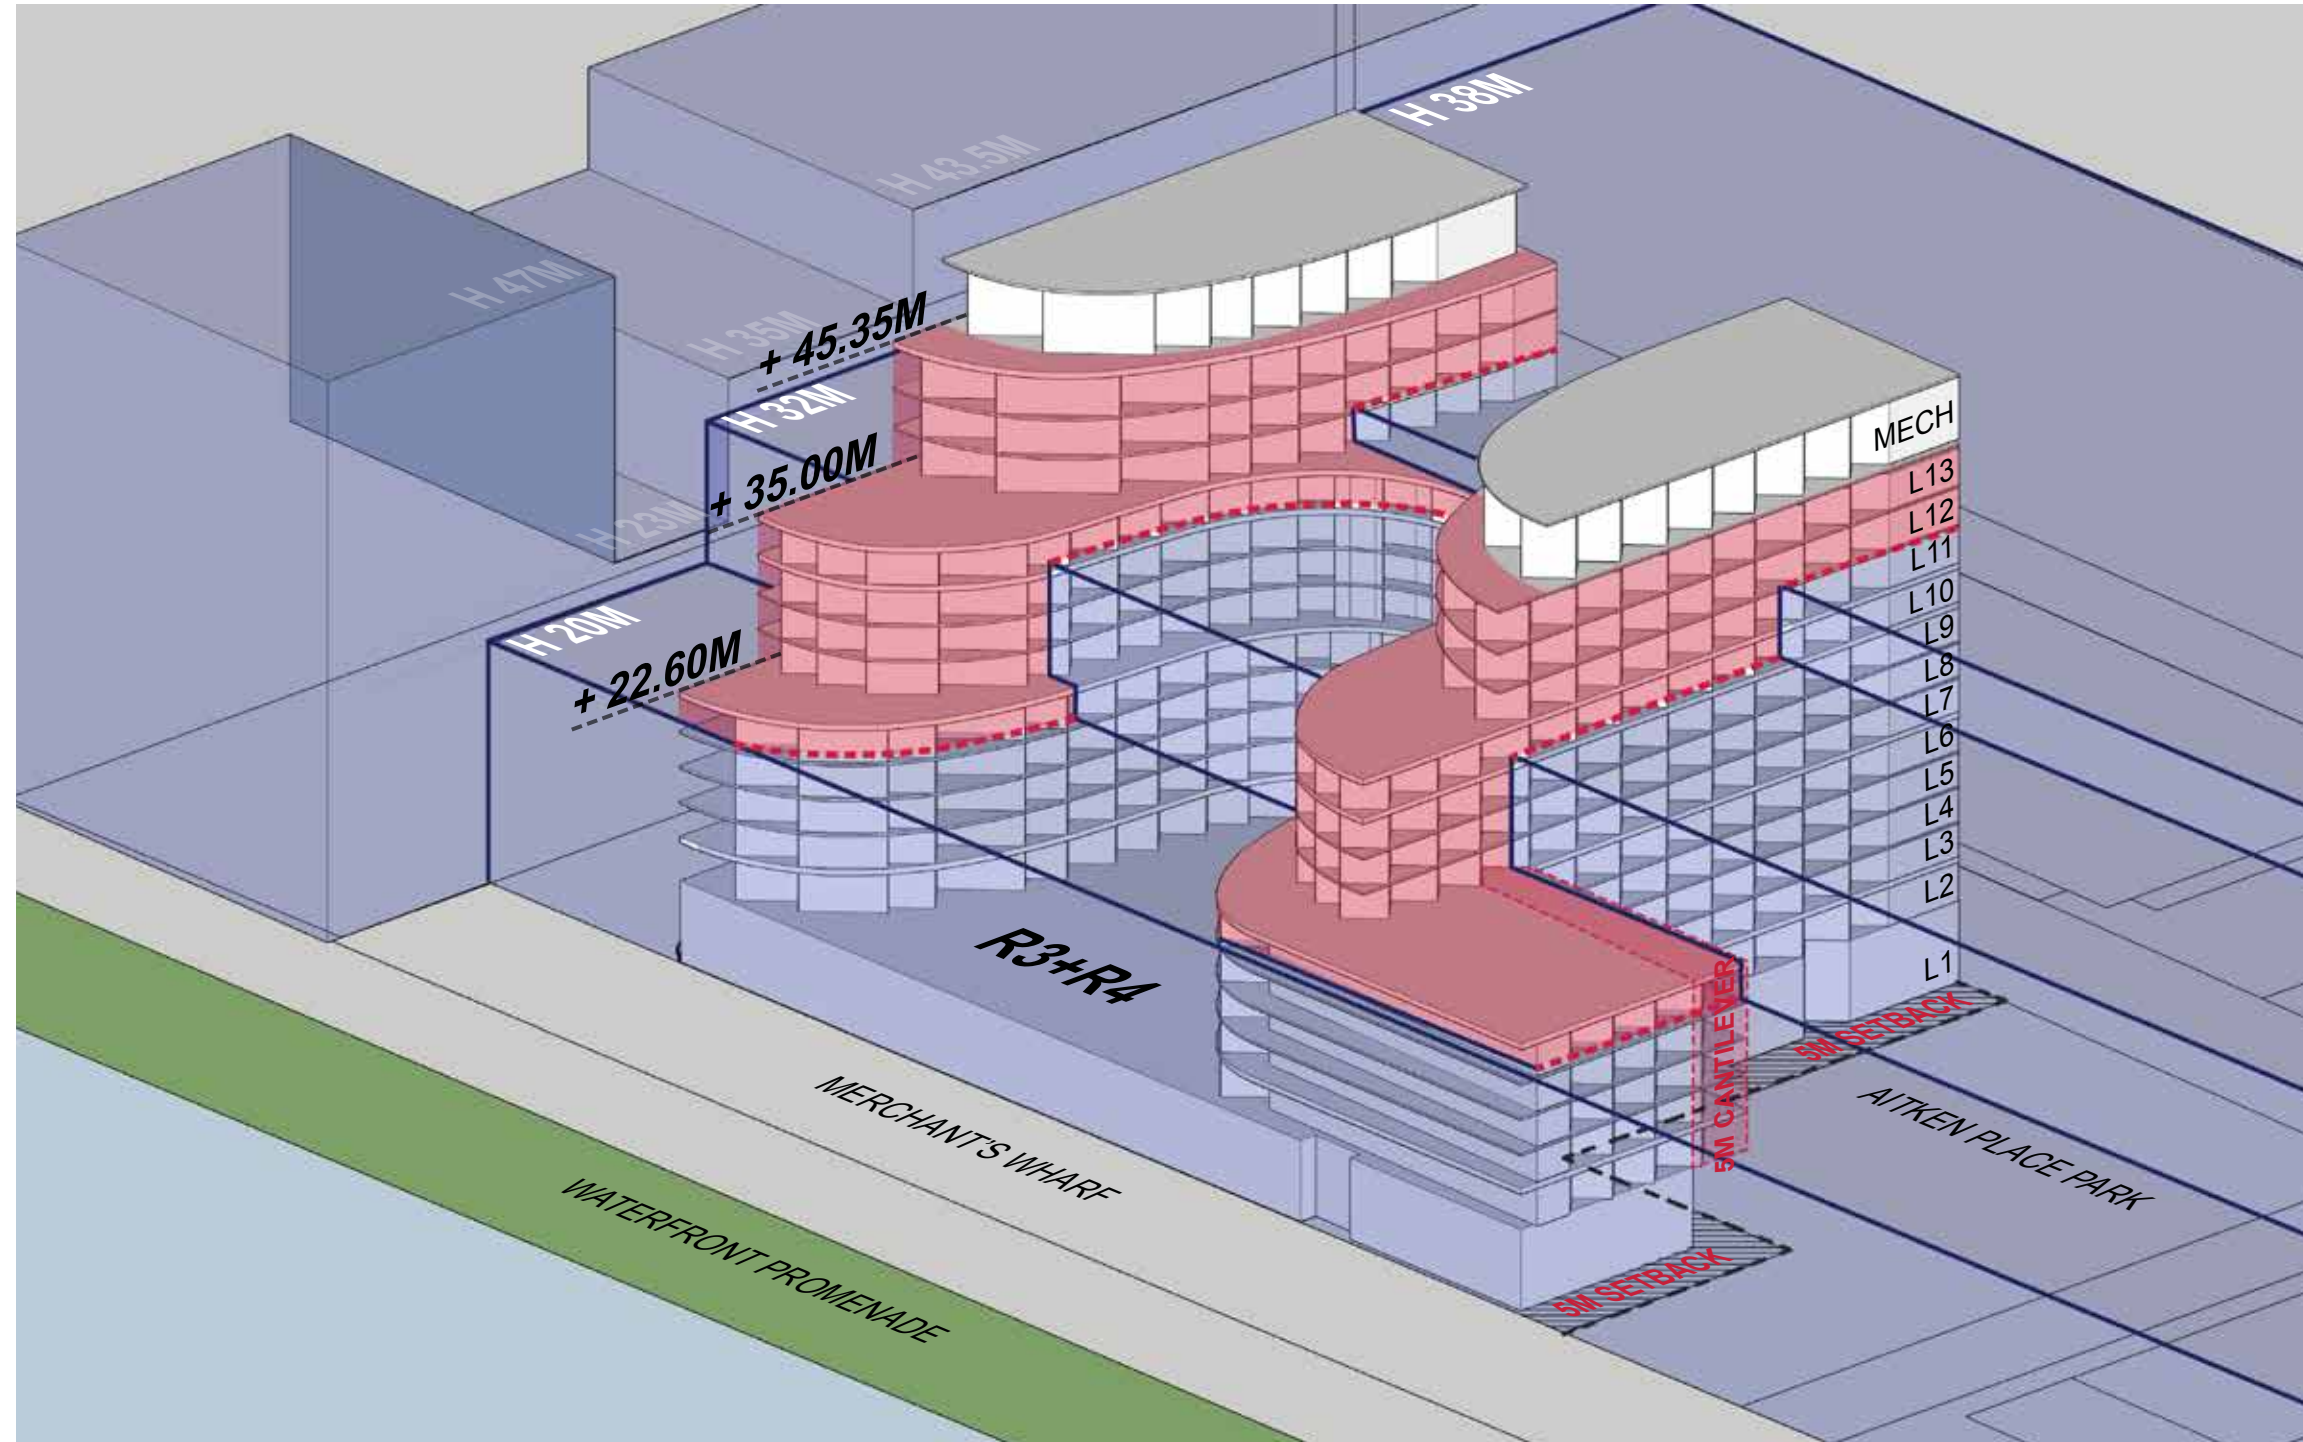 H 38M
H 43.5M
H 47M
H 35M
+ 45.35M
H 32M
MECH
+ 35.00M
L13
L12
H 23M
L11
L10
H 20M
L9
+ 22.60M
L8
L7
L6
L5
L4
L3
L2
R3+R4
L1
5M SETBACK
5M CANTILEVER
MERCHANT'S WHARF
AITKEN PLACE PARK
WATERFRONT PROMENADE
5M SETBACK